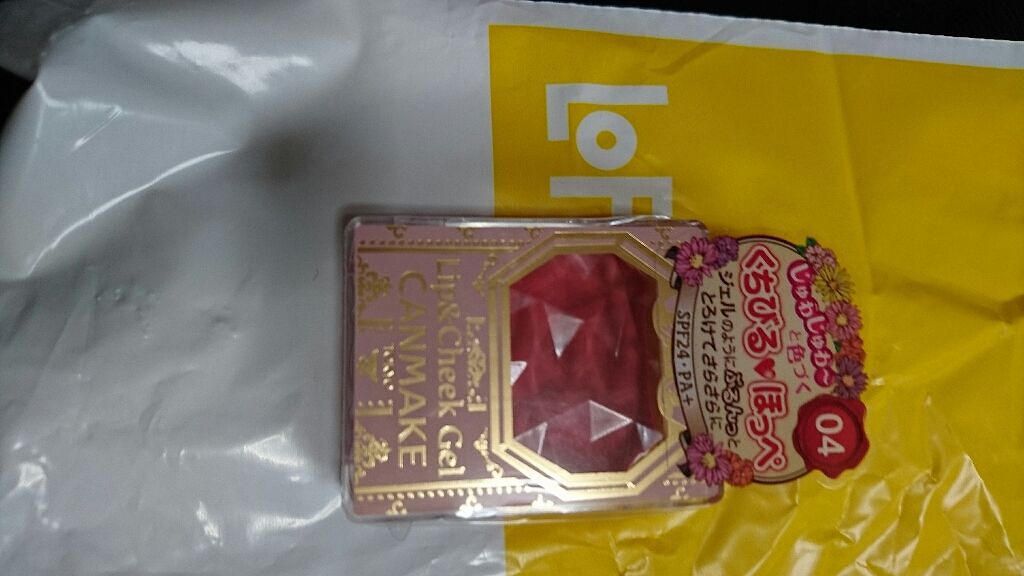 LOF
じゅわじゅわ～
と色づく
くちびる♥ほっぺ
ジェルのようにぷるんっと
とろけてさらさらに
SPF24・PA+
04
Lip&Cheek Gel
CANMAKE